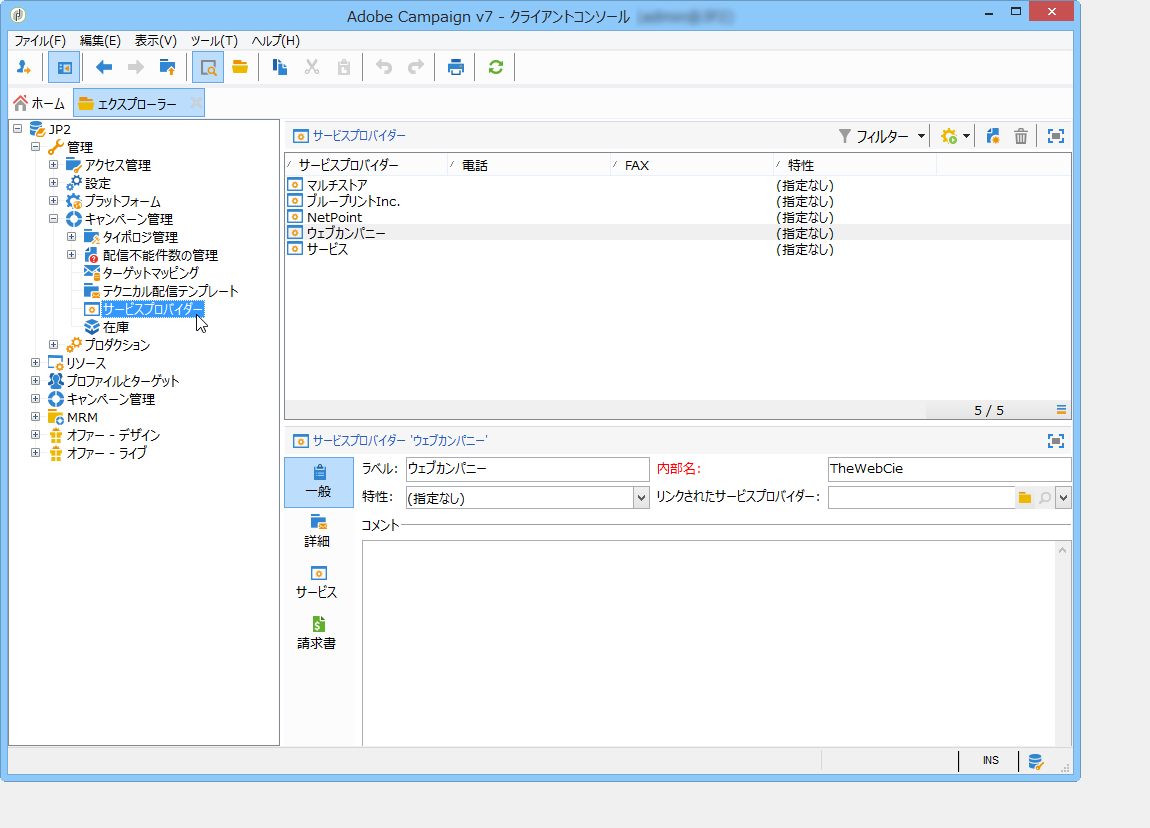 Adobe Campaign v7 - クライアントコンソール
ファイル(F) 編集(E) 表示(V) ツール(T) ヘルプ(H)
ホーム エクスプローラー
JP2
管理
アクセス管理
設定
プラットフォーム
キャンペーン管理
タイポロジ管理
配信不能件数の管理
ターゲットマッピング
テクニカル配信テンプレート
サービスプロバイダー
在庫
プロダクション
リソース
プロファイルとターゲット
キャンペーン管理
MRM
オファー - デザイン
オファー - ライブ
サービスプロバイダー フィルター
サービスプロバイダー 電話 FAX 特性
マルチストア (指定なし)
ブループリントInc. (指定なし)
NetPoint (指定なし)
ウェブカンパニー (指定なし)
サービス (指定なし)
5 / 5
サービスプロバイダー 'ウェブカンパニー'
一般
詳細
サービス
請求書
ラベル: ウェブカンパニー 内部名: TheWebCie
特性: (指定なし) リンクされたサービスプロバイダー:
コメント
INS